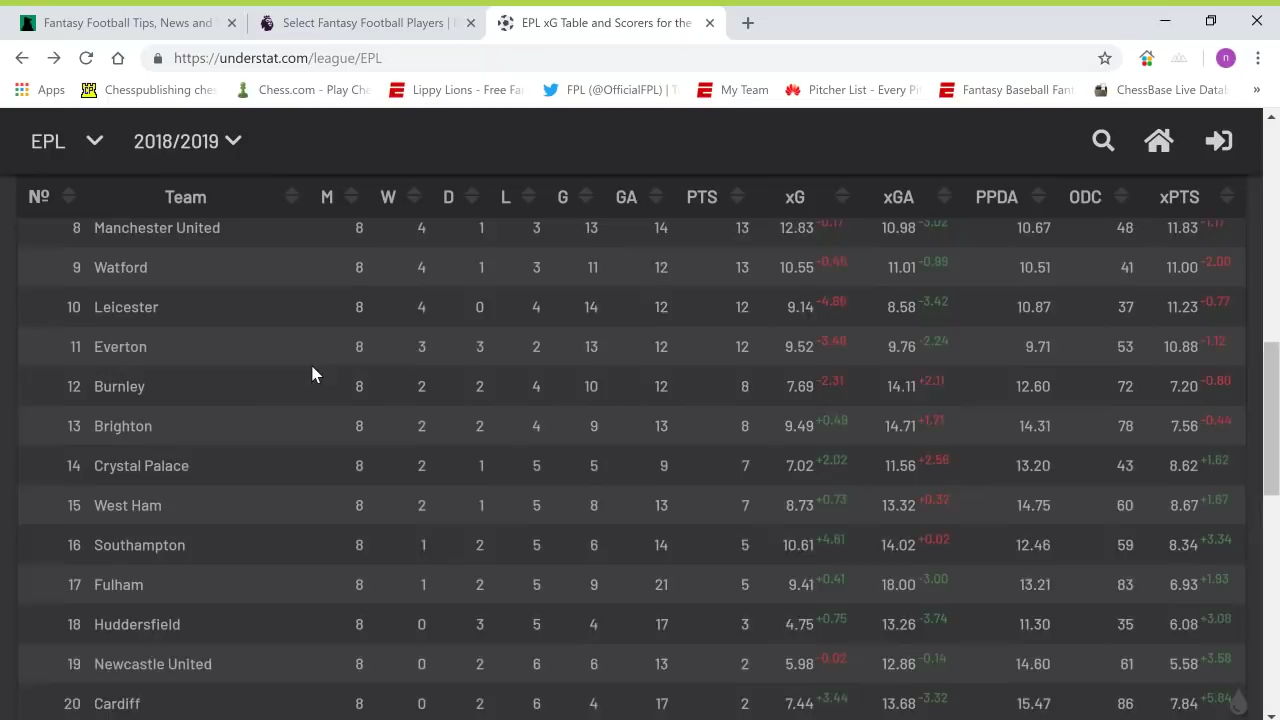 Fantasy Football Tips, News and
Select Fantasy Football Players |
EPL xG Table and Scorers for the
https://understat.com/league/EPL
n
Apps Chesspublishing ches Chess.com - Play Che Lippy Lions - Free Fa FPL (@OfficialFPL) | T My Team Pitcher List - Every Pi Fantasy Baseball Fant ChessBase Live Data »
EPL 2018/2019
Nº Team M W D L G GA PTS xG xGA PPDA ODC xPTS
8 Manchester United 8 4 1 3 13 14 13 12.83 -0.17 10.98 -3.02 10.67 48 11.83 -1.17
9 Watford 8 4 1 3 11 12 13 10.55 -0.45 11.01 -0.99 10.51 41 11.00 -2.00
10 Leicester 8 4 0 4 14 12 12 9.14 -4.86 8.58 -3.42 10.87 37 11.23 -0.77
11 Everton 8 3 3 2 13 12 12 9.52 -3.48 9.76 -2.24 9.71 53 10.88 -1.12
12 Burnley 8 2 2 4 10 12 8 7.69 -2.31 14.11 +2.11 12.60 72 7.20 -0.80
13 Brighton 8 2 2 4 9 13 8 9.49 +0.49 14.71 +1.71 14.31 78 7.56 -0.44
14 Crystal Palace 8 2 1 5 5 9 7 7.02 +2.02 11.56 +2.56 13.20 43 8.62 +1.62
15 West Ham 8 2 1 5 8 13 7 8.73 +0.73 13.32 +0.32 14.75 60 8.67 +1.67
16 Southampton 8 1 2 5 6 14 5 10.61 +4.61 14.02 +0.02 12.46 59 8.34 +3.34
17 Fulham 8 1 2 5 9 21 5 9.41 +0.41 18.00 -3.00 13.21 83 6.93 +1.93
18 Huddersfield 8 0 3 5 4 17 3 4.75 +0.75 13.26 -3.74 11.30 35 6.08 +3.08
19 Newcastle United 8 0 2 6 6 13 2 5.98 -0.02 12.86 -0.14 14.60 61 5.58 +3.58
20 Cardiff 8 0 2 6 4 17 2 7.44 +3.44 13.68 -3.32 15.47 86 7.84 +5.84